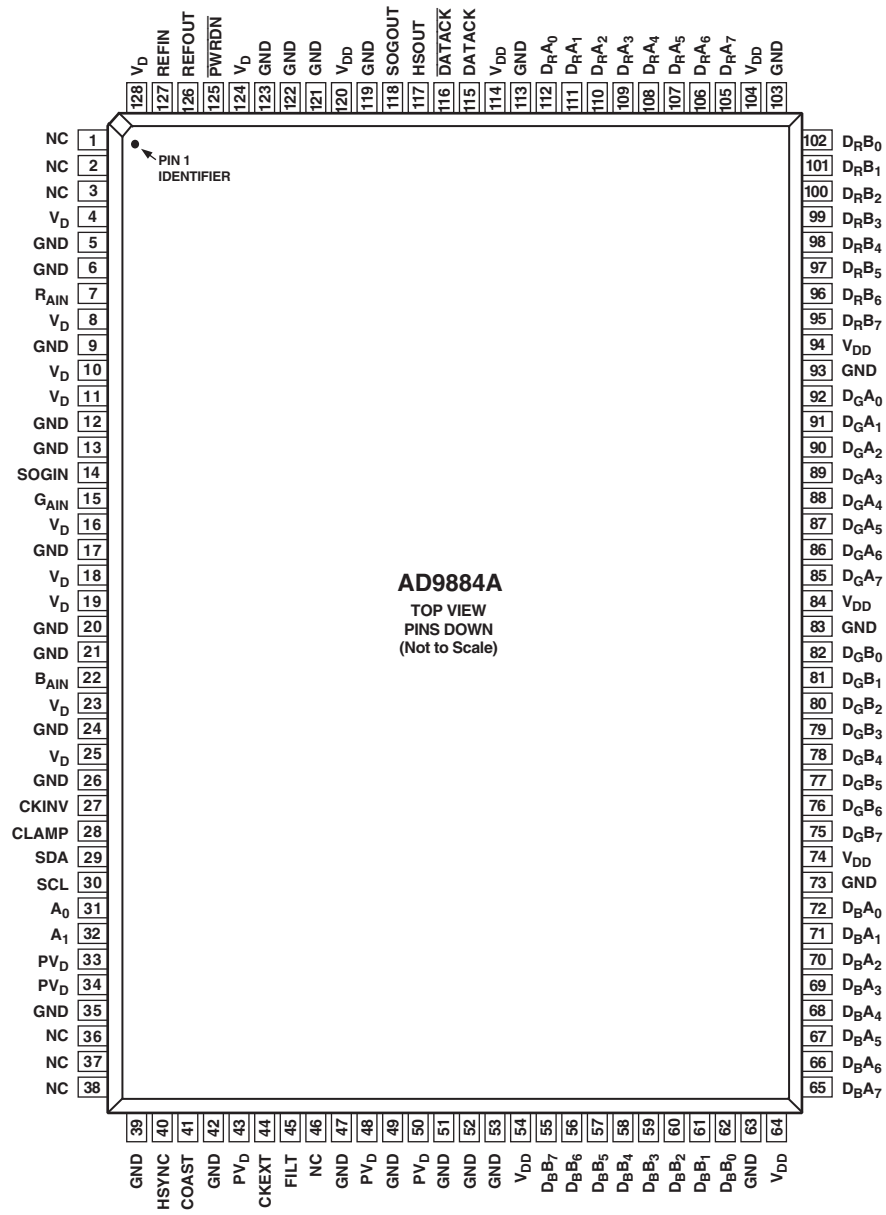 128 V_D
127 REFIN
126 REFOUT
125 PWRDN
124 V_D
123 GND
122 GND
121 GND
120 V_DD
119 GND
118 SOGOUT
117 HSOUT
116 DATACK
115 DATACK
114 V_DD
113 GND
112 D_RA_0
111 D_RA_1
110 D_RA_2
109 D_RA_3
108 D_RA_4
107 D_RA_5
106 D_RA_6
105 D_RA_7
104 V_DD
103 GND
NC 1
NC 2
NC 3
V_D 4
GND 5
GND 6
R_AIN 7
V_D 8
GND 9
V_D 10
V_D 11
GND 12
GND 13
SOGIN 14
G_AIN 15
V_D 16
GND 17
V_D 18
V_D 19
GND 20
GND 21
B_AIN 22
V_D 23
GND 24
V_D 25
GND 26
CKINV 27
CLAMP 28
SDA 29
SCL 30
A_0 31
A_1 32
PV_D 33
PV_D 34
GND 35
NC 36
NC 37
NC 38
PIN 1
IDENTIFIER
AD9884A
TOP VIEW
PINS DOWN
(Not to Scale)
102 D_RB_0
101 D_RB_1
100 D_RB_2
99 D_RB_3
98 D_RB_4
97 D_RB_5
96 D_RB_6
95 D_RB_7
94 V_DD
93 GND
92 D_GA_0
91 D_GA_1
90 D_GA_2
89 D_GA_3
88 D_GA_4
87 D_GA_5
86 D_GA_6
85 D_GA_7
84 V_DD
83 GND
82 D_GB_0
81 D_GB_1
80 D_GB_2
79 D_GB_3
78 D_GB_4
77 D_GB_5
76 D_GB_6
75 D_GB_7
74 V_DD
73 GND
72 D_BA_0
71 D_BA_1
70 D_BA_2
69 D_BA_3
68 D_BA_4
67 D_BA_5
66 D_BA_6
65 D_BA_7
GND 39
HSYNC 40
COAST 41
GND 42
PV_D 43
CKEXT 44
FILT 45
NC 46
GND 47
PV_D 48
GND 49
PV_D 50
GND 51
GND 52
GND 53
V_DD 54
D_BB_7 55
D_BB_6 56
D_BB_5 57
D_BB_4 58
D_BB_3 59
D_BB_2 60
D_BB_1 61
D_BB_0 62
GND 63
V_DD 64